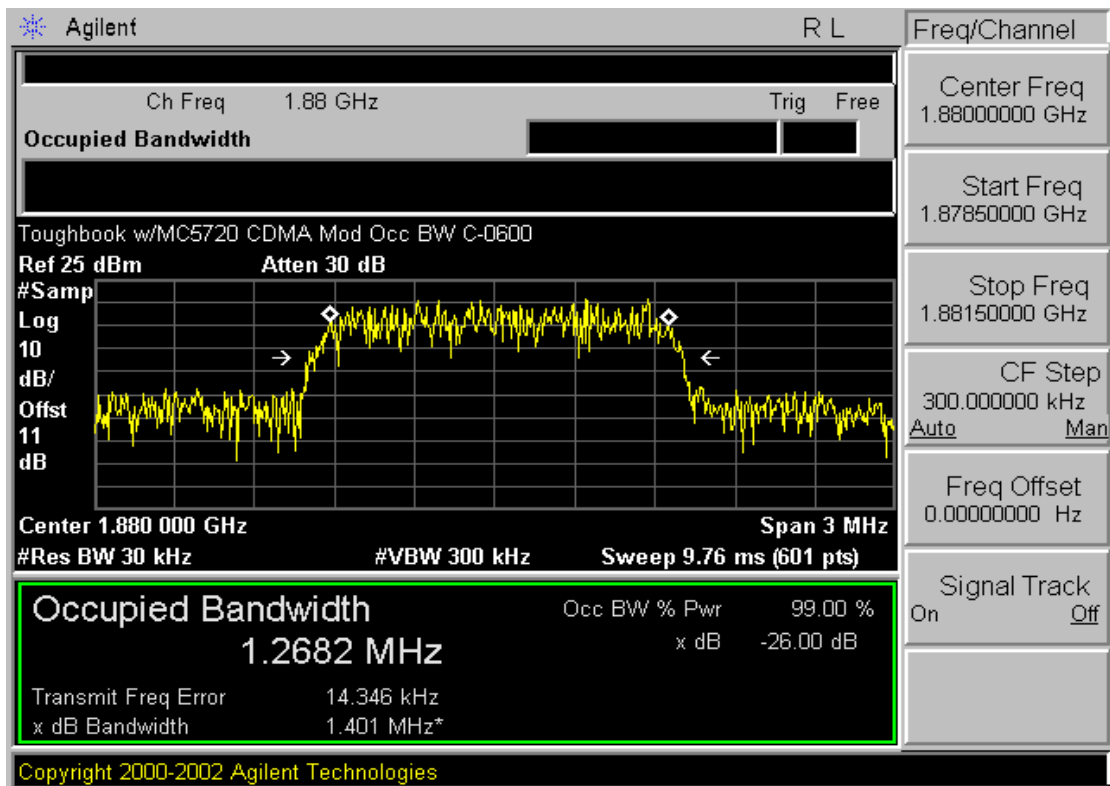 Agilent R L
Ch Freq 1.88 GHz Trig Free
Occupied Bandwidth
Toughbook w/MC5720 CDMA Mod Occ BW C-0600
Ref 25 dBm Atten 30 dB
#Samp
Log
10
dB/
Offst
11
dB
Center 1.880 000 GHz Span 3 MHz
#Res BW 30 kHz #VBW 300 kHz Sweep 9.76 ms (601 pts)
Occupied Bandwidth Occ BW % Pwr 99.00 %
1.2682 MHz x dB -26.00 dB
Transmit Freq Error 14.346 kHz
x dB Bandwidth 1.401 MHz*
Copyright 2000-2002 Agilent Technologies
Freq/Channel
Center Freq
1.88000000 GHz
Start Freq
1.87850000 GHz
Stop Freq
1.88150000 GHz
CF Step
300.000000 kHz
Auto Man
Freq Offset
0.00000000 Hz
Signal Track
On Off